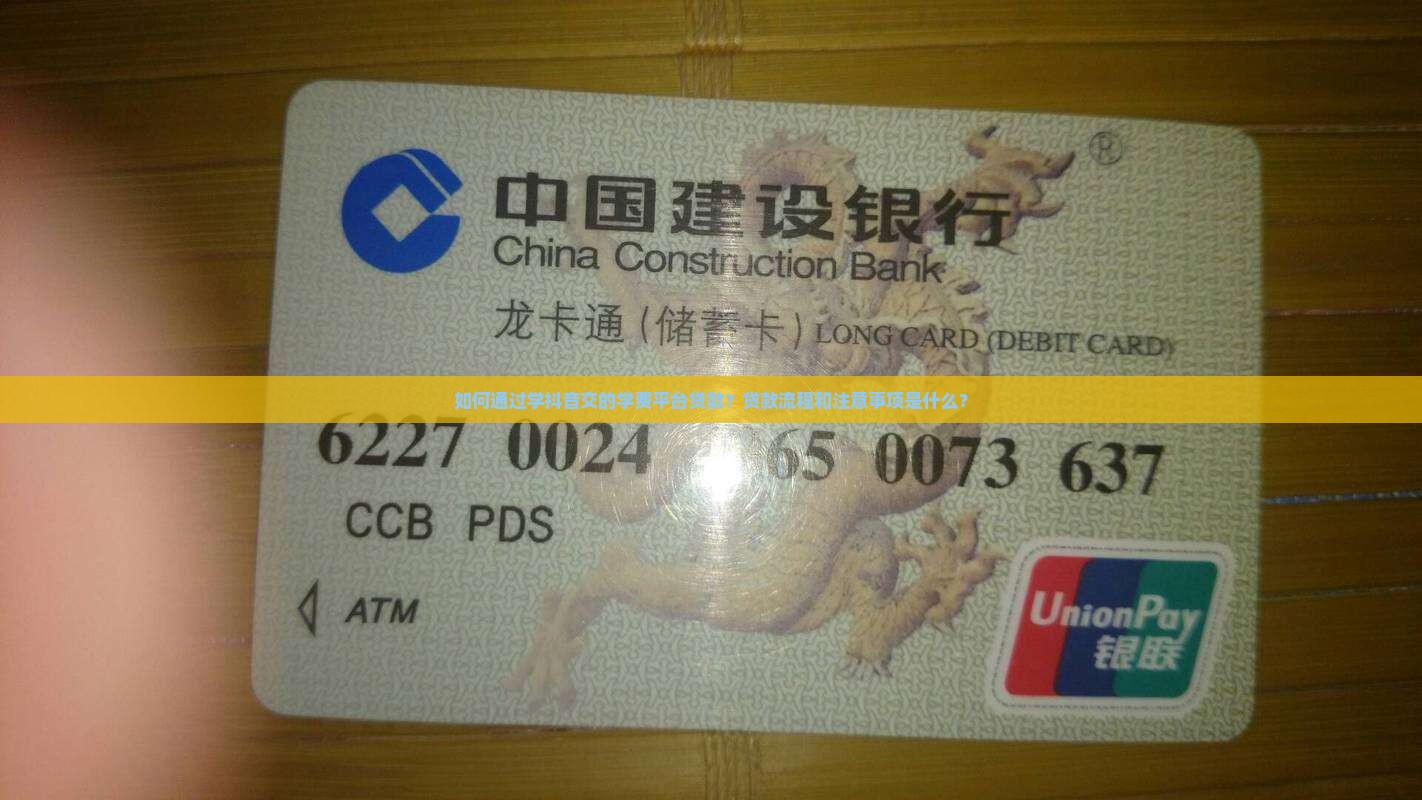 ®
中国建设银行
China Construction Bank
龙卡通(储蓄卡) LONG CARD (DEBIT CARD)
如何通过学抖音交的学费平台贷款? 贷款流程和注意事项是什么?
6227 0024 65 0073 637
CCB PDS
ATM
UnionPay
银联